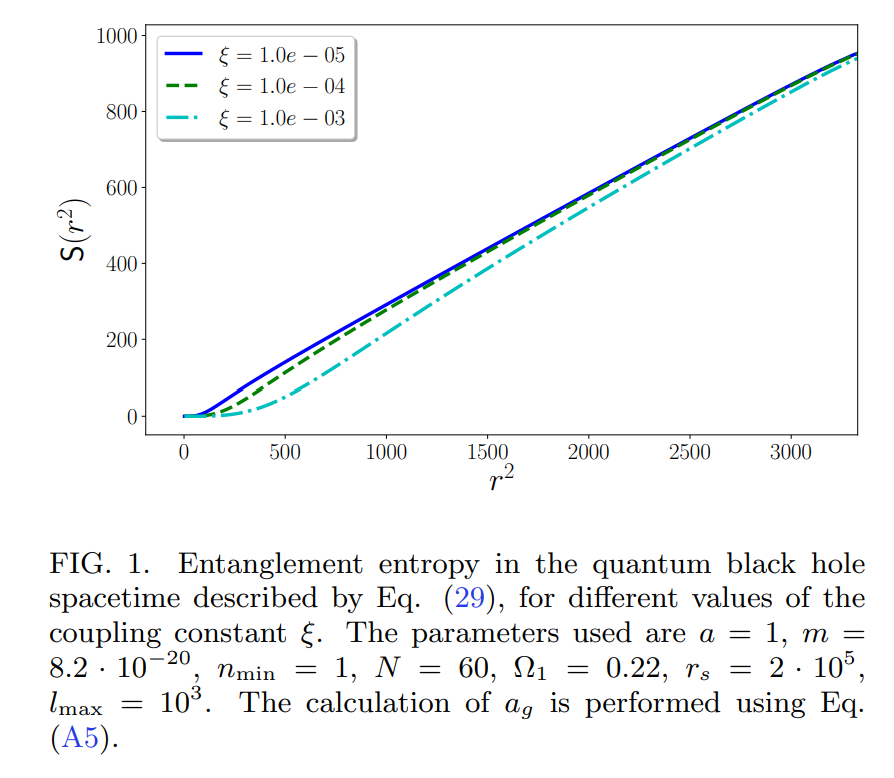 1000
800
600
400
200
0
S(r²)
ξ = 1.0e − 05
ξ = 1.0e − 04
ξ = 1.0e − 03
0 500 1000 1500 2000 2500 3000
r²
FIG. 1. Entanglement entropy in the quantum black hole
spacetime described by Eq. (29), for different values of the
coupling constant ξ. The parameters used are a = 1, m =
8.2 · 10⁻²⁰, n_min = 1, N = 60, Ω₁ = 0.22, r_s = 2 · 10⁵,
l_max = 10³. The calculation of a_g is performed using Eq.
(A5).